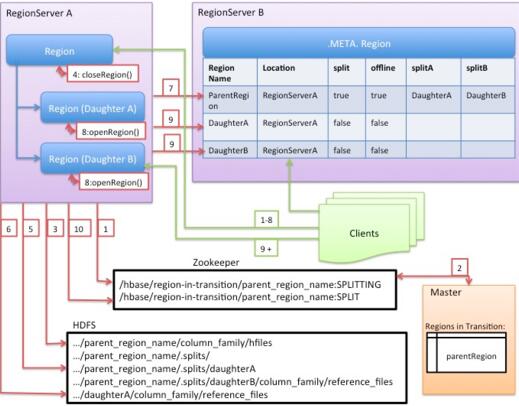 RegionServer A
RegionServer B
Region
4: closeRegion()
Region (Daughter A)
8:openRegion()
Region (Daughter B)
8:openRegion()
7
9
9
.META. Region
Region Name Location split offline splitA splitB
ParentRegion RegionServerA true true DaughterA DaughterB
DaughterA RegionServerA false false
DaughterB RegionServerA false false
1-8
9 +
Clients
6 5 3 10 1
Zookeeper
/hbase/region-in-transition/parent_region_name:SPLITTING
/hbase/region-in-transition/parent_region_name:SPLIT
2
Master
Regions in Transition:
parentRegion
HDFS
.../parent_region_name/column_family/hfiles
.../parent_region_name/.splits/
.../parent_region_name/.splits/daughterA
.../parent_region_name/.splits/daughterB/column_family/reference_files
.../daughterA/column_family/reference_files